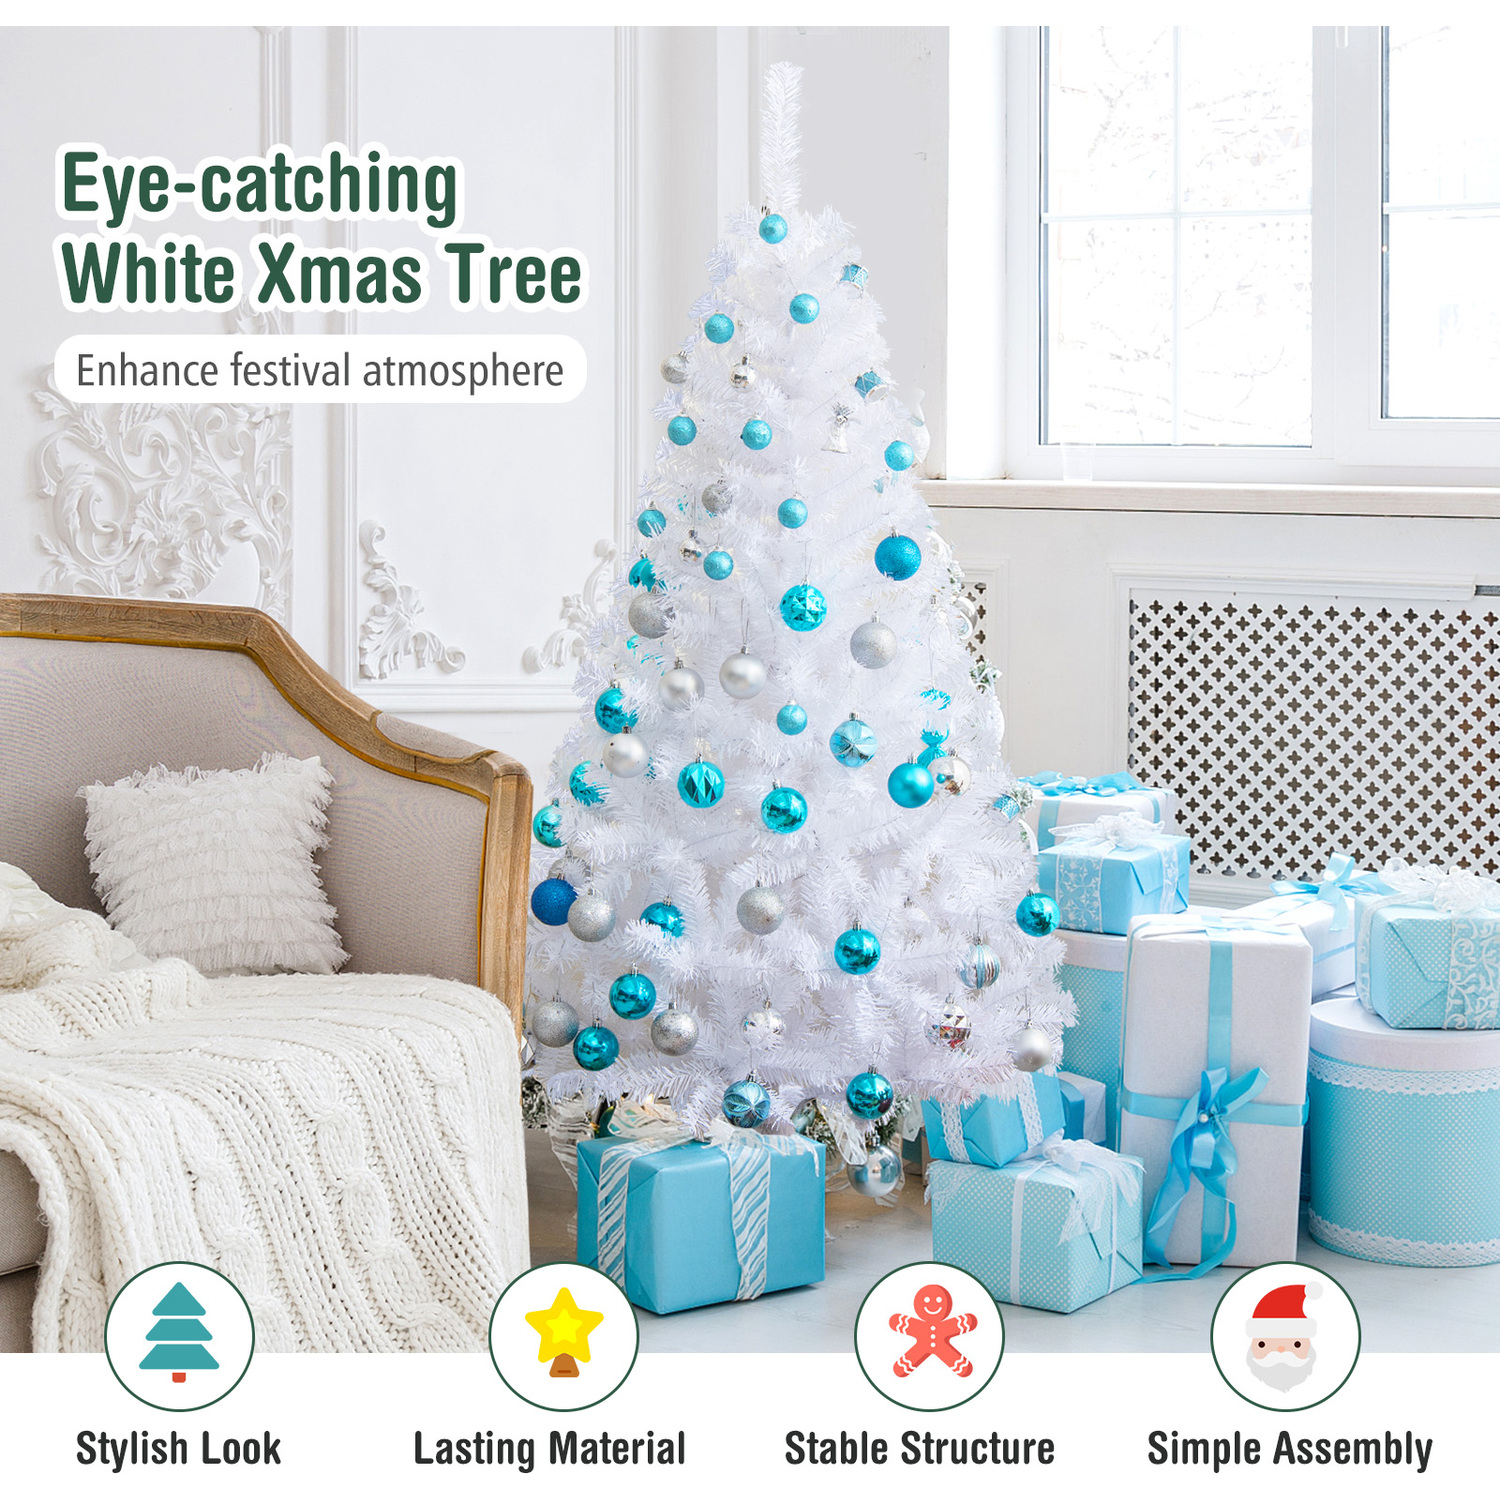 Eye-catching
White Xmas Tree
Enhance festival atmosphere
Stylish Look
Lasting Material
Stable Structure
Simple Assembly